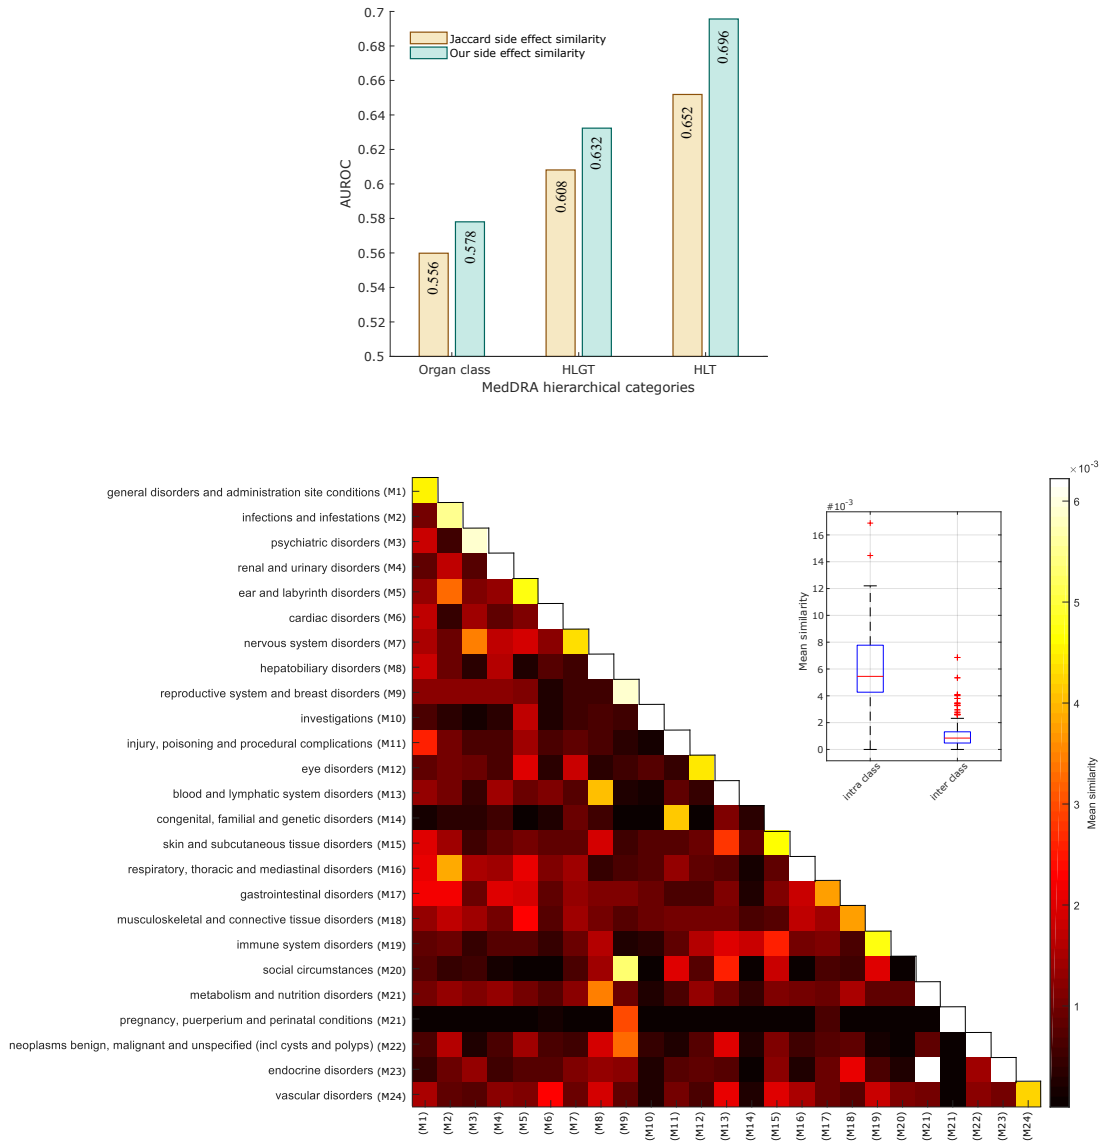 0.7
0.68
0.66
0.64
0.62
0.6
0.58
0.56
0.54
0.52
0.5
AUROC
Jaccard side effect similarity
Our side effect similarity
0.556
0.578
0.608
0.632
0.652
0.696
Organ class
HLGT
HLT
MedDRA hierarchical categories
general disorders and administration site conditions (M1)
infections and infestations (M2)
psychiatric disorders (M3)
renal and urinary disorders (M4)
ear and labyrinth disorders (M5)
cardiac disorders (M6)
nervous system disorders (M7)
hepatobiliary disorders (M8)
reproductive system and breast disorders (M9)
investigations (M10)
injury, poisoning and procedural complications (M11)
eye disorders (M12)
blood and lymphatic system disorders (M13)
congenital, familial and genetic disorders (M14)
skin and subcutaneous tissue disorders (M15)
respiratory, thoracic and mediastinal disorders (M16)
gastrointestinal disorders (M17)
musculoskeletal and connective tissue disorders (M18)
immune system disorders (M19)
social circumstances (M20)
metabolism and nutrition disorders (M21)
pregnancy, puerperium and perinatal conditions (M21)
neoplasms benign, malignant and unspecified (incl cysts and polyps) (M22)
endocrine disorders (M23)
vascular disorders (M24)
(M1)
(M2)
(M3)
(M4)
(M5)
(M6)
(M7)
(M8)
(M9)
(M10)
(M11)
(M12)
(M13)
(M14)
(M15)
(M16)
(M17)
(M18)
(M19)
(M20)
(M21)
(M21)
(M22)
(M23)
(M24)
#10-3
16
14
12
10
8
6
4
2
0
Mean similarity
intra class
inter class
×10-3
6
5
4
3
2
1
Mean similarity